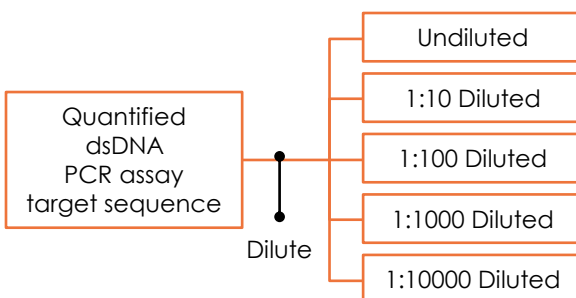 Quantified
dsDNA
PCR assay
target sequence
Dilute
Undiluted
1:10 Diluted
1:100 Diluted
1:1000 Diluted
1:10000 Diluted